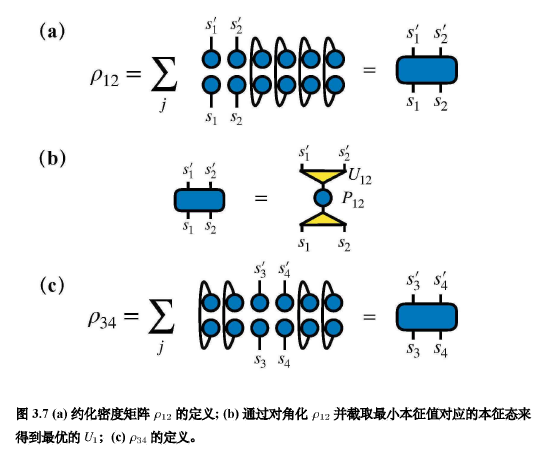 (a)
s′₁ s′₂ s′₁ s′₂
ρ₁₂ = ∑ =
j
s₁ s₂ s₁ s₂
(b)
s′₁ s′₂ s′₁ s′₂
U₁₂
= P₁₂
s₁ s₂ s₁ s₂
(c)
s′₃ s′₄ s′₃ s′₄
ρ₃₄ = ∑ =
j
s₃ s₄ s₃ s₄
图 3.7 (a) 约化密度矩阵 ρ₁₂ 的定义; (b) 通过对角化 ρ₁₂ 并截取最小本征值对应的本征态来
得到最优的 U₁；(c) ρ₃₄ 的定义。